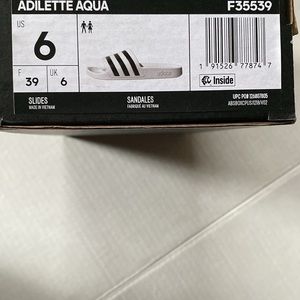 ADILETTE AQUA
F35539
US
6
F
39
UK
6
adidas
Inside
1 91526 77874 7
SLIDES
MADE IN VIETNAM
SANDALES
FABRIQUÉ AU VIETNAM